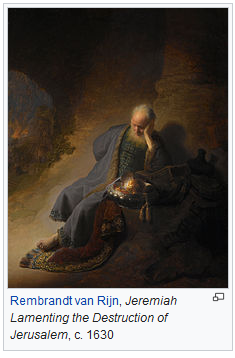 Rembrandt van Rijn, Jeremiah
Lamenting the Destruction of
Jerusalem, c. 1630